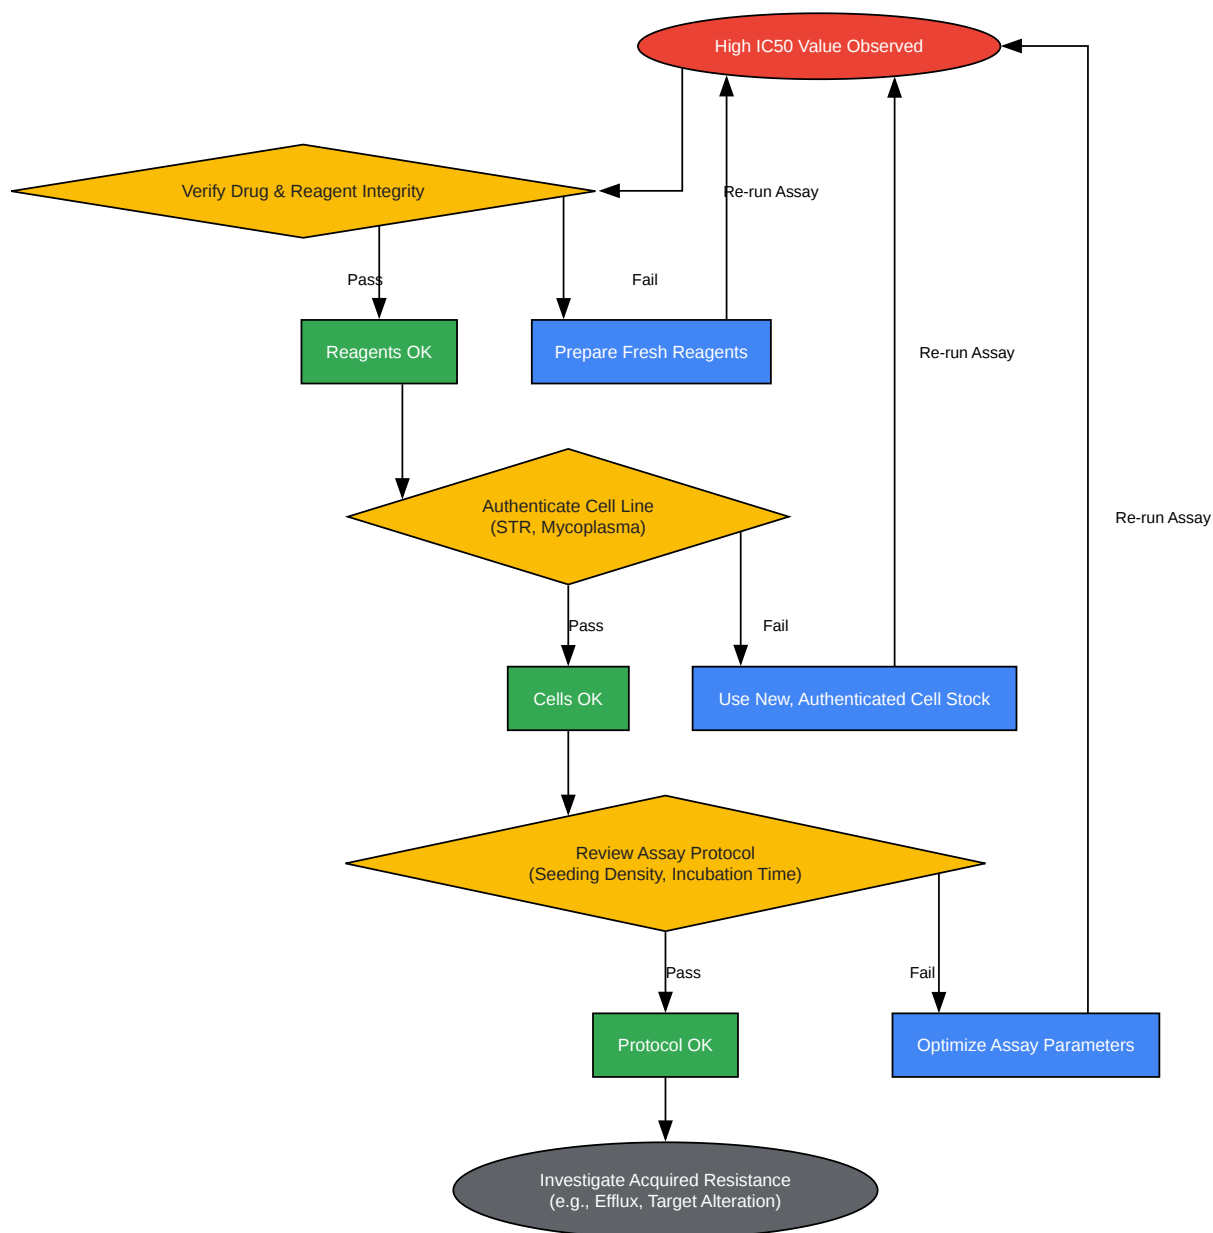 High IC50 Value Observed
Verify Drug & Reagent Integrity
Re-run Assay
Pass
Fail
Reagents OK
Prepare Fresh Reagents
Re-run Assay
Authenticate Cell Line
(STR, Mycoplasma)
Re-run Assay
Pass
Fail
Cells OK
Use New, Authenticated Cell Stock
Review Assay Protocol
(Seeding Density, Incubation Time)
Pass
Fail
Protocol OK
Optimize Assay Parameters
Investigate Acquired Resistance
(e.g., Efflux, Target Alteration)